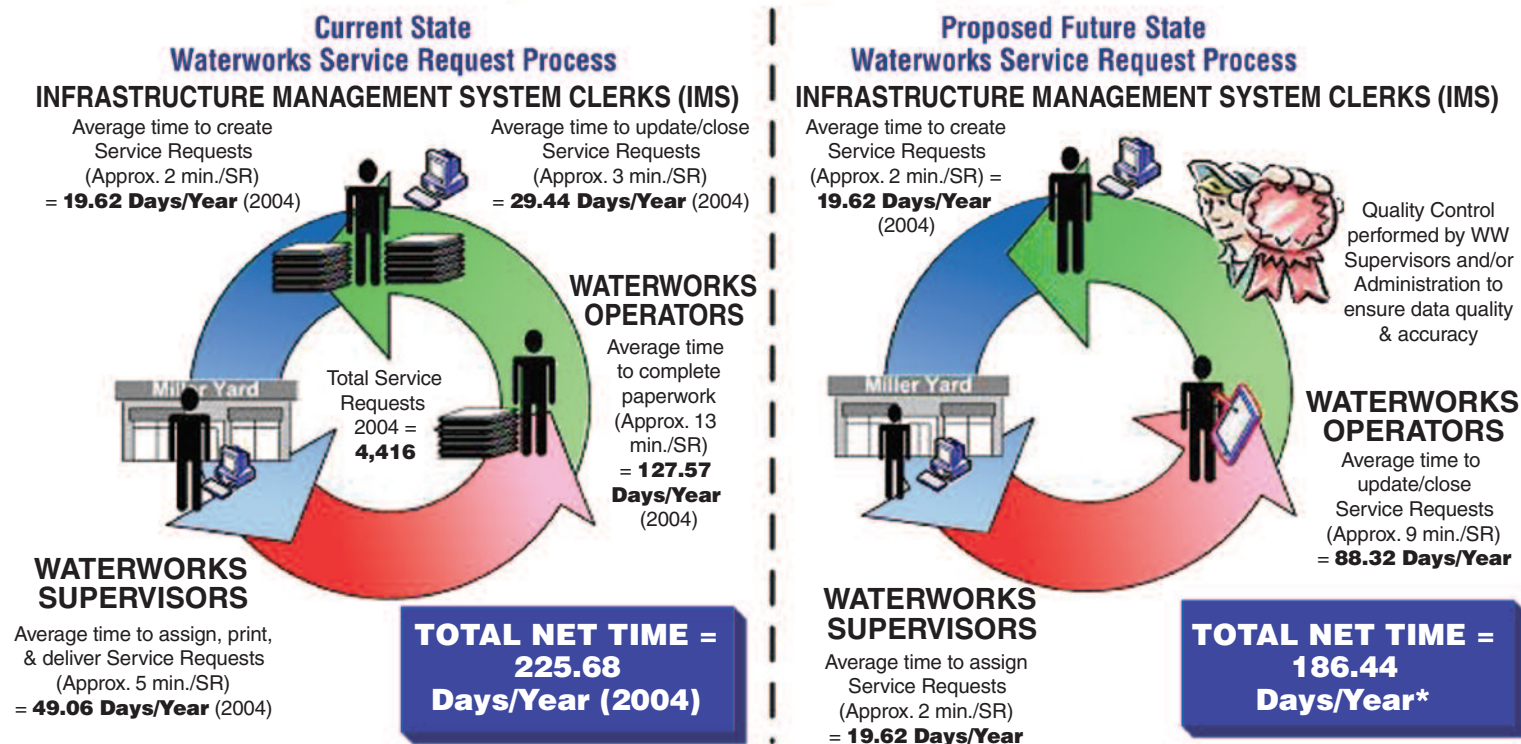 Current State
Waterworks Service Request Process
INFRASTRUCTURE MANAGEMENT SYSTEM CLERKS (IMS)
Average time to create
Service Requests
(Approx. 2 min./SR)
= 19.62 Days/Year (2004)
Average time to update/close
Service Requests
(Approx. 3 min./SR)
= 29.44 Days/Year (2004)
WATERWORKS
OPERATORS
Average time
to complete
paperwork
(Approx. 13
min./SR)
= 127.57
Days/Year
(2004)
Total Service
Requests
2004 =
4,416
Miller Yard
WATERWORKS
SUPERVISORS
Average time to assign, print,
& deliver Service Requests
(Approx. 5 min./SR)
= 49.06 Days/Year (2004)
TOTAL NET TIME =
225.68
Days/Year (2004)
Proposed Future State
Waterworks Service Request Process
INFRASTRUCTURE MANAGEMENT SYSTEM CLERKS (IMS)
Average time to create
Service Requests
(Approx. 2 min./SR) =
19.62 Days/Year
(2004)
Quality Control
performed by WW
Supervisors and/or
Administration to
ensure data quality
& accuracy
Miller Yard
WATERWORKS
OPERATORS
Average time to
update/close
Service Requests
(Approx. 9 min./SR)
= 88.32 Days/Year
WATERWORKS
SUPERVISORS
Average time to assign
Service Requests
(Approx. 2 min./SR)
= 19.62 Days/Year
TOTAL NET TIME =
186.44
Days/Year*